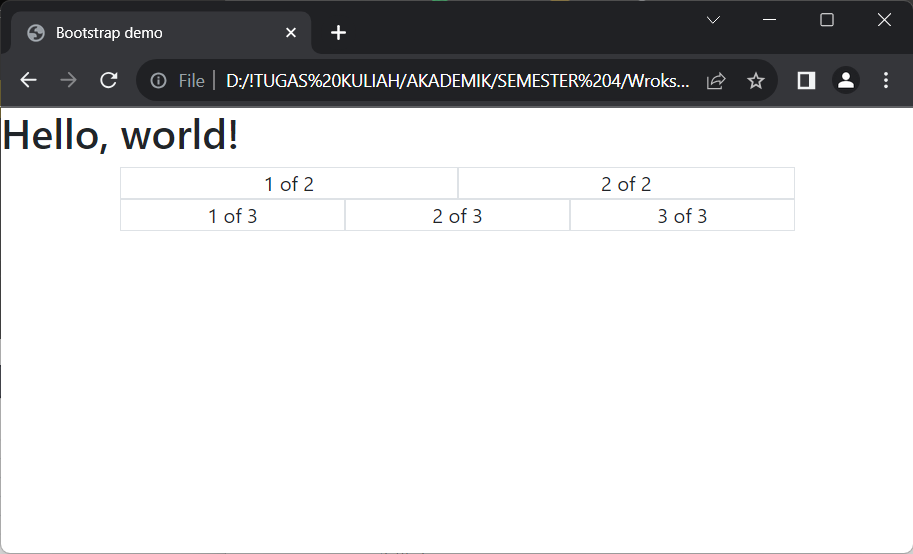 Bootstrap demo
File D:/!TUGAS%20KULIAH/AKADEMIK/SEMESTER%204/Wroks...
Hello, world!
1 of 2 2 of 2
1 of 3 2 of 3 3 of 3